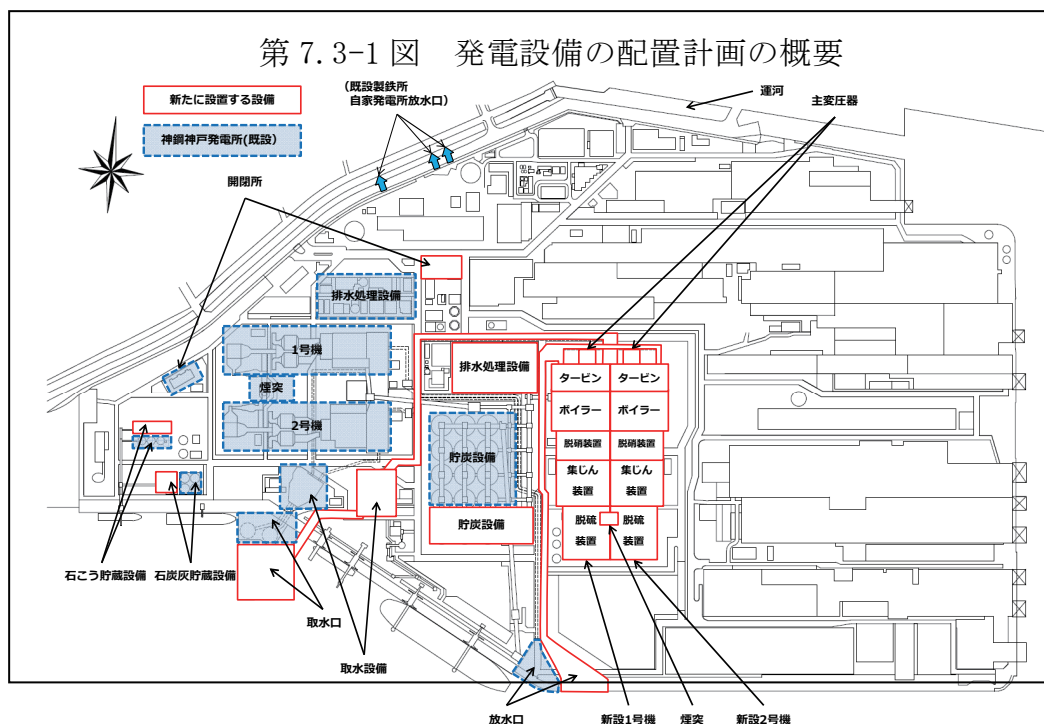 第 7.3-1 図　発電設備の配置計画の概要
新たに設置する設備
神鋼神戸発電所(既設)
(既設製鉄所
自家発電所放水口)
運河
主変圧器
開閉所
排水処理設備
1号機
煙突
2号機
排水処理設備
タービン
タービン
ボイラー
ボイラー
脱硝装置
脱硝装置
集じん
装置
集じん
装置
脱硫
装置
脱硫
装置
貯炭設備
貯炭設備
石こう貯蔵設備
石炭灰貯蔵設備
取水口
取水設備
放水口
新設1号機
煙突
新設2号機